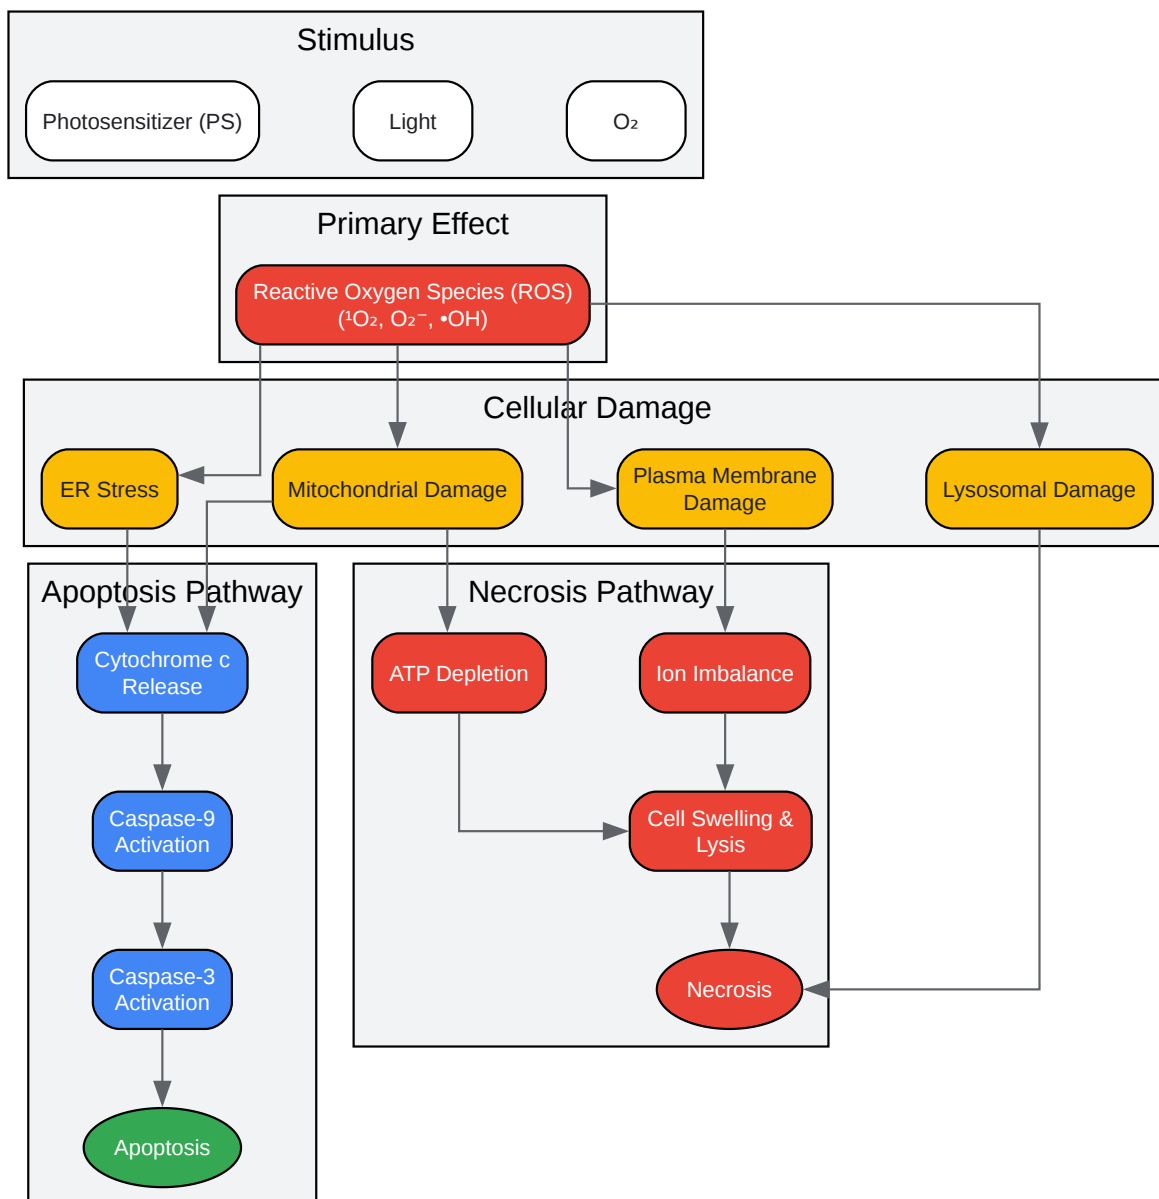 Stimulus
Photosensitizer (PS)
Light
O₂
Primary Effect
Reactive Oxygen Species (ROS)
(¹O₂, O₂⁻, •OH)
Cellular Damage
ER Stress
Mitochondrial Damage
Plasma Membrane
Damage
Lysosomal Damage
Apoptosis Pathway
Cytochrome c
Release
Caspase-9
Activation
Caspase-3
Activation
Apoptosis
Necrosis Pathway
ATP Depletion
Ion Imbalance
Cell Swelling &
Lysis
Necrosis